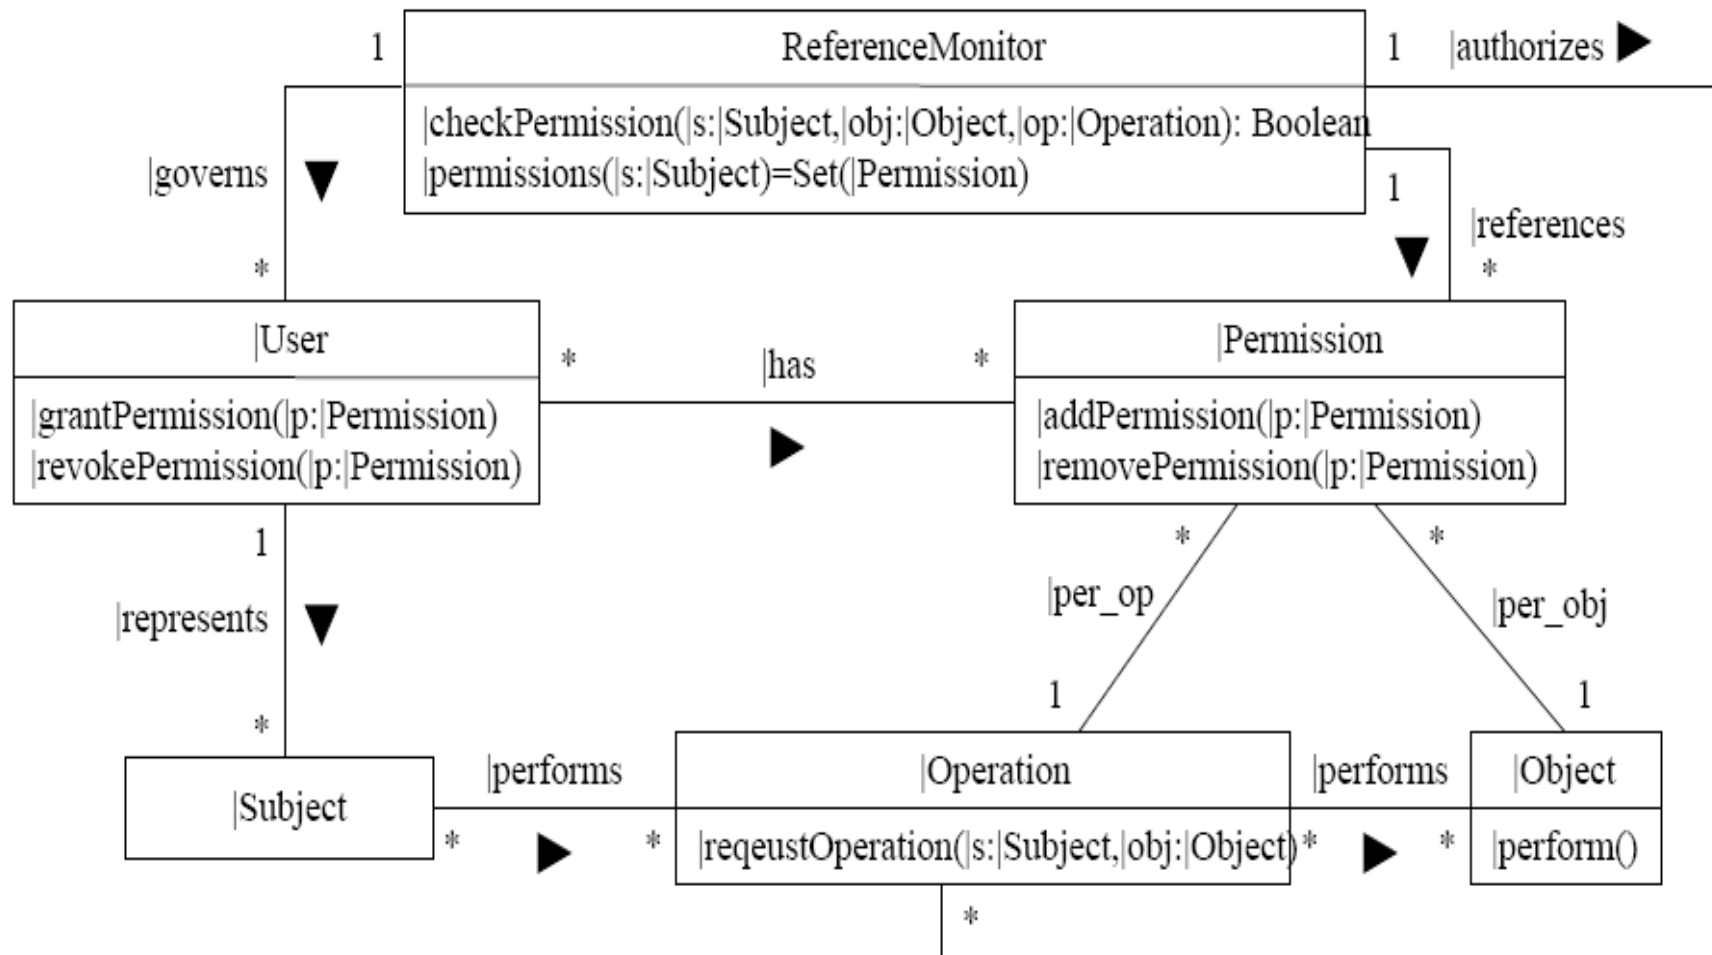 1
ReferenceMonitor
1
|authorizes
|checkPermission(|s:|Subject,|obj:|Object,|op:|Operation): Boolean
|permissions(|s:|Subject)=Set(|Permission)
|governs
1
|references
*
*
|User
|grantPermission(|p:|Permission)
|revokePermission(|p:|Permission)
*
|has
*
|Permission
|addPermission(|p:|Permission)
|removePermission(|p:|Permission)
1
|represents
*
*
*
|per_op
|per_obj
1
1
|Subject
|performs
*
*
|Operation
|reqeustOperation(|s:|Subject,|obj:|Object)
|performs
*
*
|Object
|perform()
*